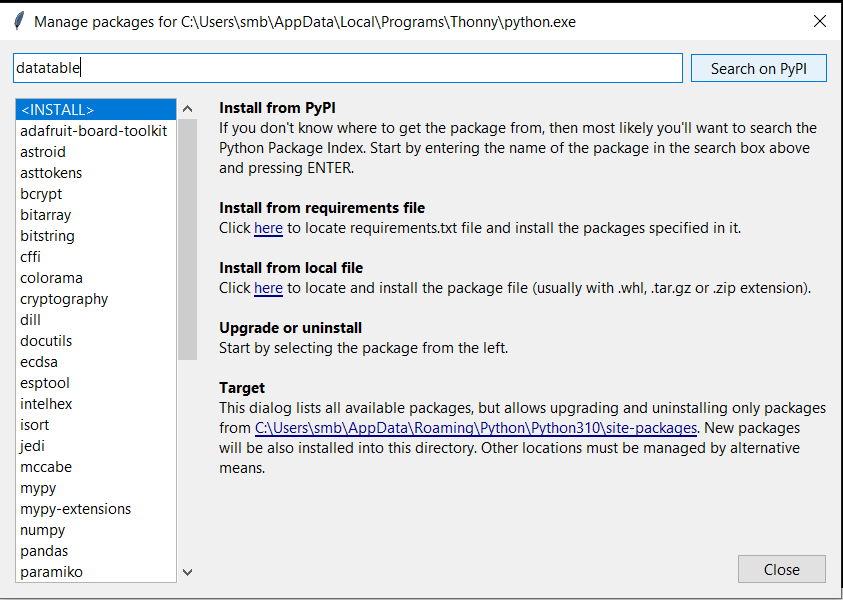 Manage packages for C:\Users\smb\AppData\Local\Programs\Thonny\python.exe
datatable
Search on PyPI
<INSTALL>
adafruit-board-toolkit
astroid
asttokens
bcrypt
bitarray
bitstring
cffi
colorama
cryptography
dill
docutils
ecdsa
esptool
intelhex
isort
jedi
mccabe
mypy
mypy-extensions
numpy
pandas
paramiko
Install from PyPI
If you don't know where to get the package from, then most likely you'll want to search the
Python Package Index. Start by entering the name of the package in the search box above
and pressing ENTER.
Install from requirements file
Click here to locate requirements.txt file and install the packages specified in it.
Install from local file
Click here to locate and install the package file (usually with .whl, .tar.gz or .zip extension).
Upgrade or uninstall
Start by selecting the package from the left.
Target
This dialog lists all available packages, but allows upgrading and uninstalling only packages
from C:\Users\smb\AppData\Roaming\Python\Python310\site-packages. New packages
will be also installed into this directory. Other locations must be managed by alternative
means.
Close